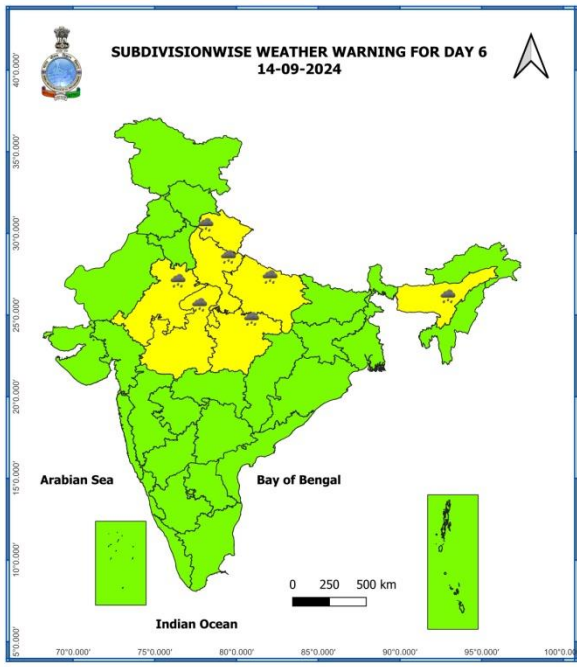 SUBDIVISIONWISE WEATHER WARNING FOR DAY 6
14-09-2024
40°0.000'
35°0.000'
30°0.000'
25°0.000'
20°0.000'
15°0.000'
10°0.000'
5°0.000'
Arabian Sea
Bay of Bengal
0 250 500 km
Indian Ocean
70°0.000' 75°0.000' 80°0.000' 85°0.000' 90°0.000' 95°0.000' 100°0.00